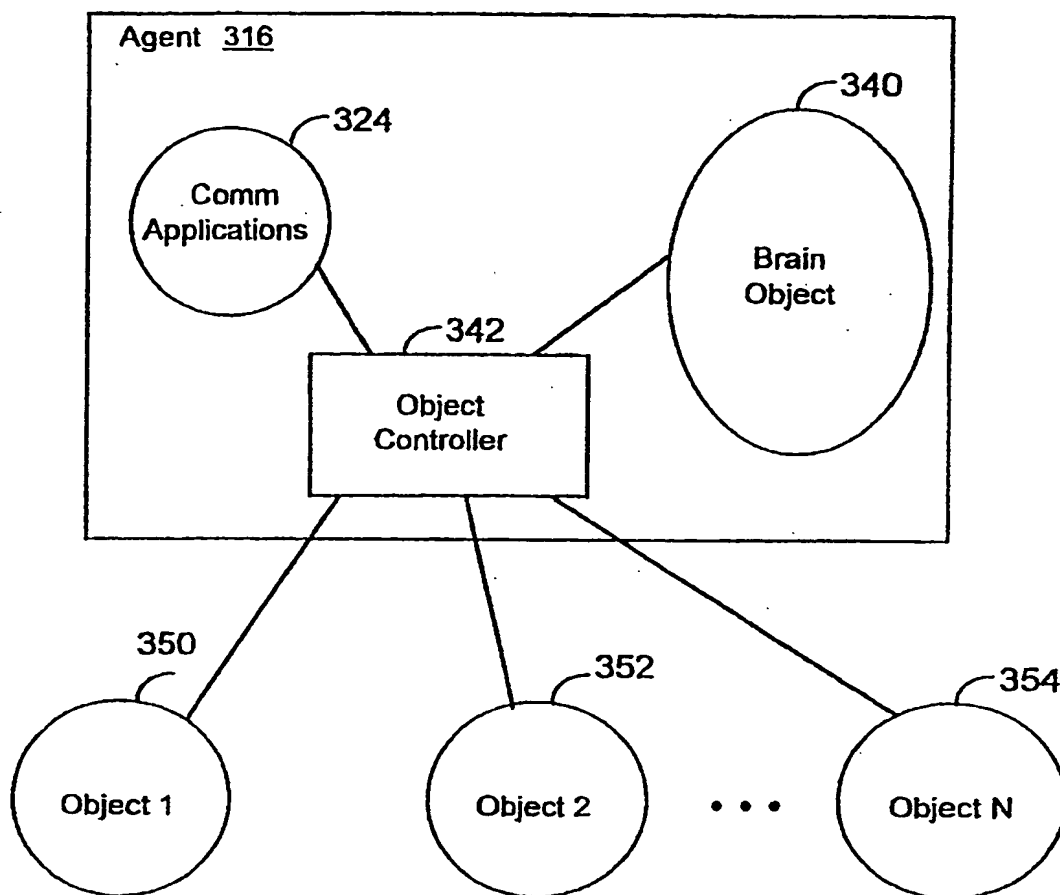 Agent 316
340
324
Comm
Applications
Brain
Object
342
Object
Controller
350
352
354
Object 1
Object 2
• • •
Object N